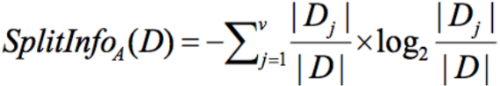 SplitInfo_A(D) = -∑_{j=1}^{v} |D_j|/|D| × log_2 |D_j|/|D|